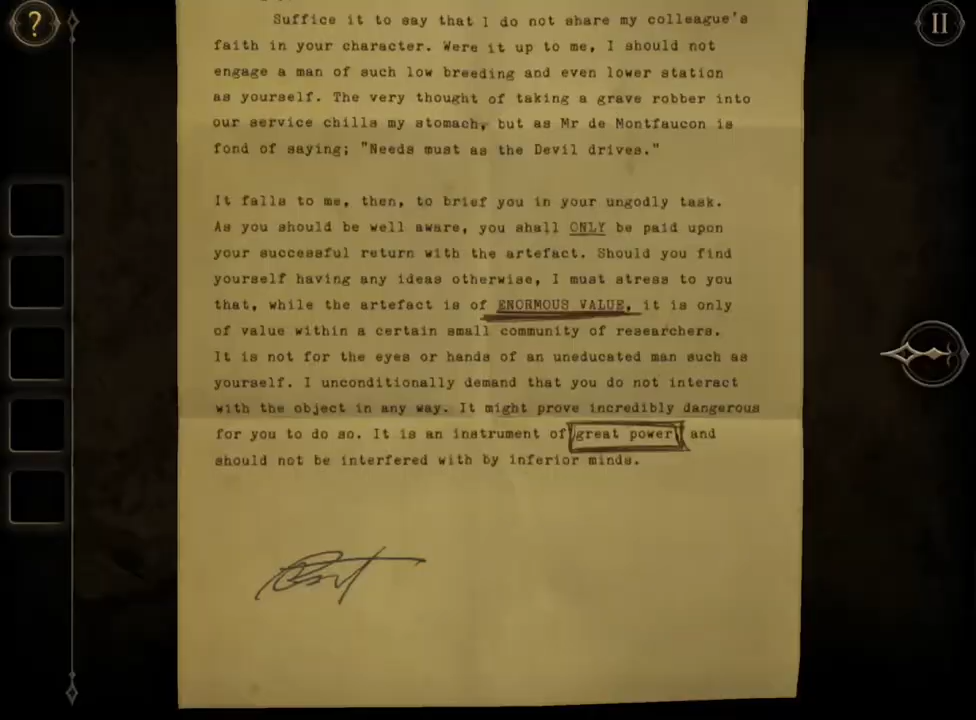 Suffice it to say that I do not share my colleague's
faith in your character. Were it up to me, I should not
engage a man of such low breeding and even lower station
as yourself. The very thought of taking a grave robber into
our service chills my stomach, but as Mr de Montfaucon is
fond of saying; "Needs must as the Devil drives."
It falls to me, then, to brief you in your ungodly task.
As you should be well aware, you shall ONLY be paid upon
your successful return with the artefact. Should you find
yourself having any ideas otherwise, I must stress to you
that, while the artefact is of ENORMOUS VALUE, it is only
of value within a certain small community of researchers.
It is not for the eyes or hands of an uneducated man such as
yourself. I unconditionally demand that you do not interact
with the object in any way. It might prove incredibly dangerous
for you to do so. It is an instrument of great power and
should not be interfered with by inferior minds.
?
II